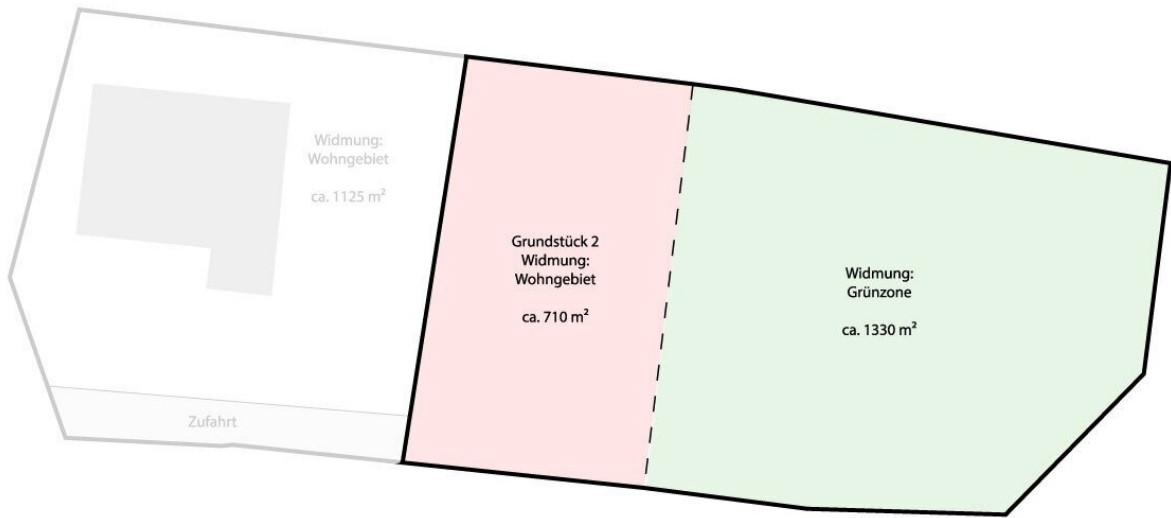 Widmung:
Wohngebiet
ca. 1125 m²
Zufahrt
Grundstück 2
Widmung:
Wohngebiet
ca. 710 m²
Widmung:
Grünzone
ca. 1330 m²